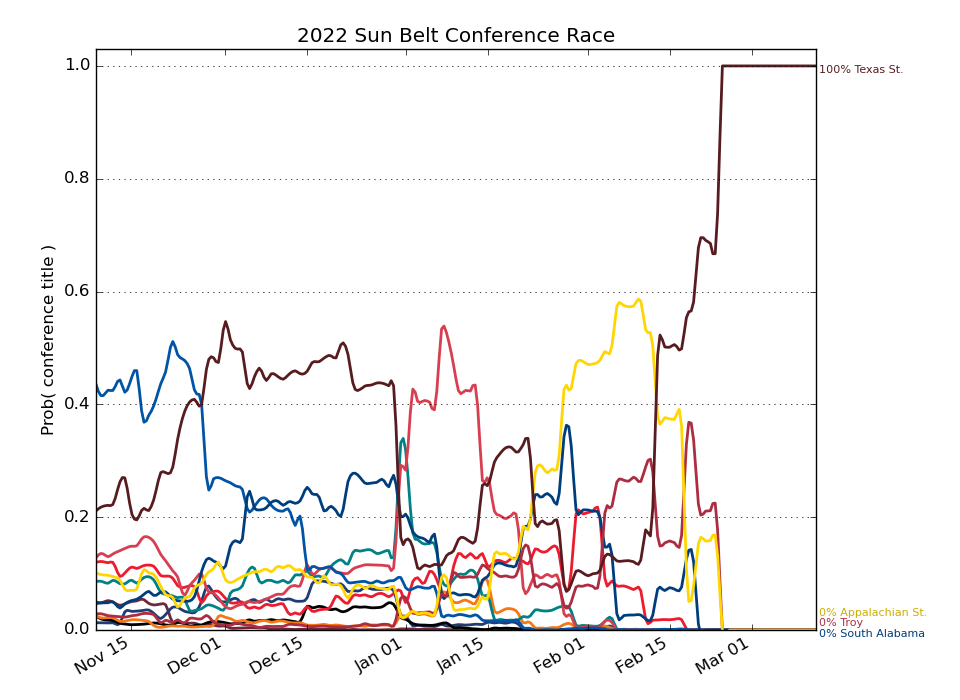 2022 Sun Belt Conference Race
Prob( conference title )
1.0
0.8
0.6
0.4
0.2
0.0
Nov 15
Dec 01
Dec 15
Jan 01
Jan 15
Feb 01
Feb 15
Mar 01
100% Texas St.
0% Appalachian St.
0% Troy
0% South Alabama